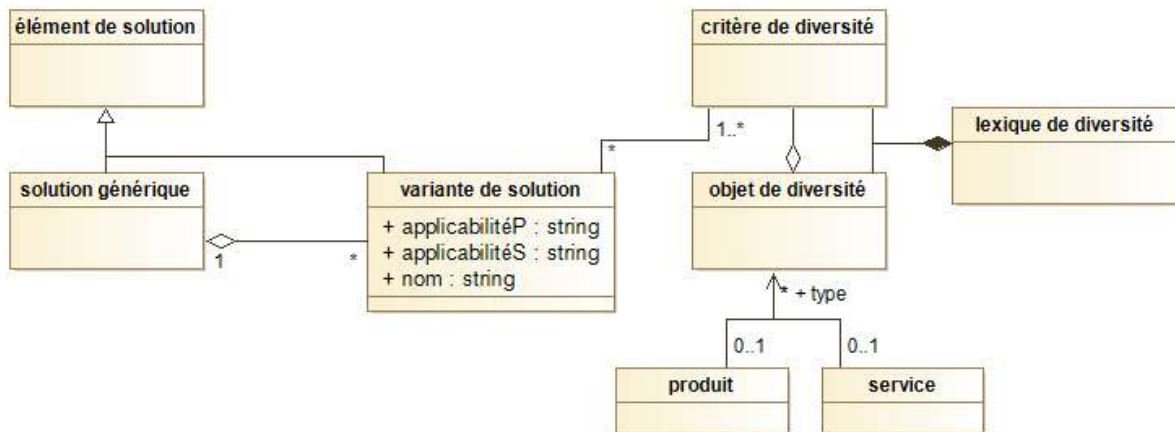 élément de solution
critère de diversité
1..*
*
lexique de diversité
solution générique
variante de solution
objet de diversité
+ applicabilitéP : string
+ applicabilitéS : string
+ nom : string
1
*
* + type
0..1
0..1
produit
service